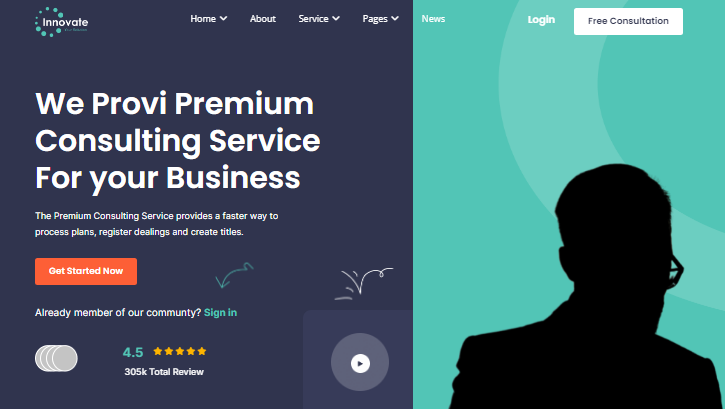 Innovate
Home About Service Pages News Login Free Consultation
We Provi Premium
Consulting Service
For your Business
The Premium Consulting Service provides a faster way to
process plans, register dealings and create titles.
Get Started Now
Already member of our communty? Sign in
4.5
305k Total Review